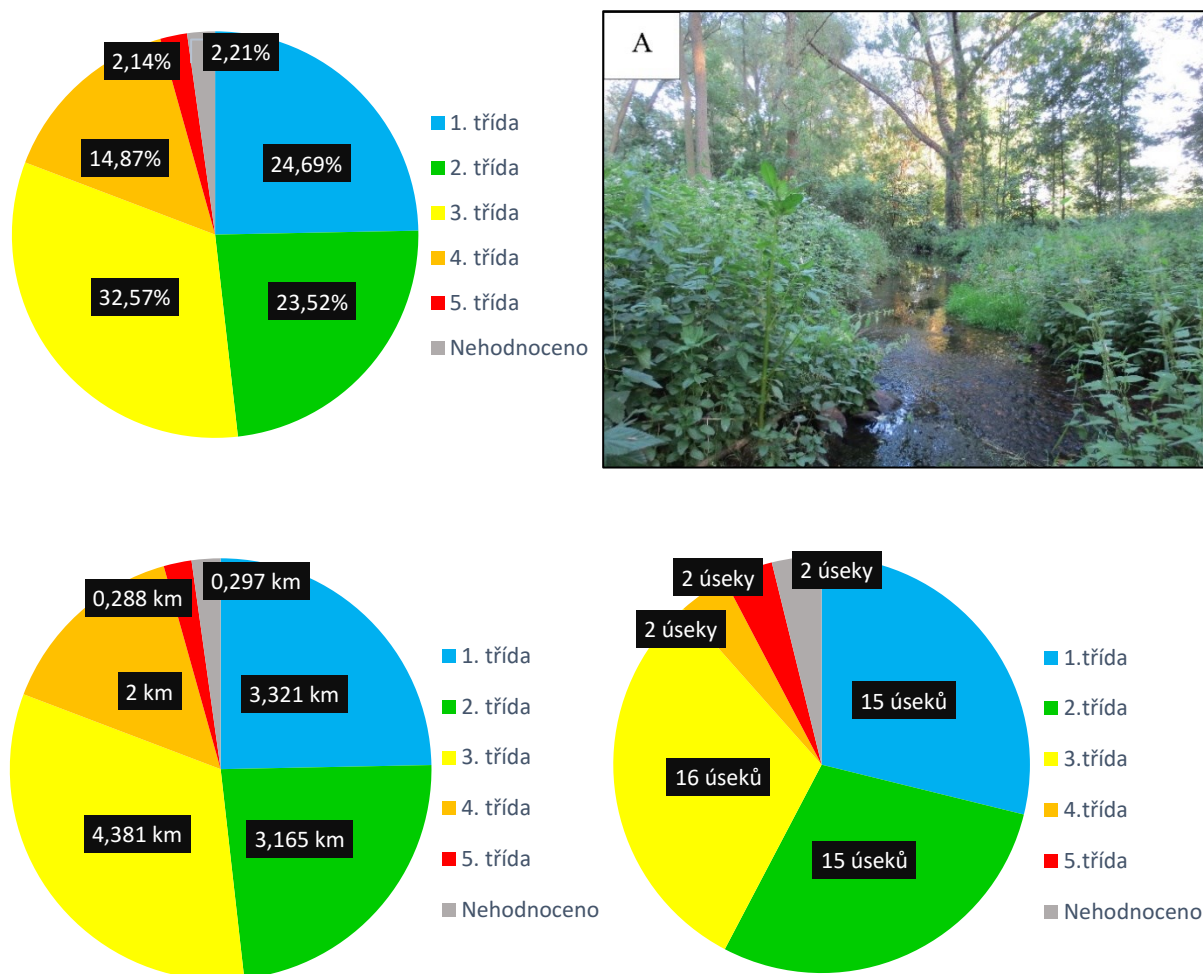 2,14%
2,21%
14,87%
24,69%
32,57%
23,52%
1. třída
2. třída
3. třída
4. třída
5. třída
Nehodnoceno
A
0,288 km
0,297 km
2 km
3,321 km
4,381 km
3,165 km
1. třída
2. třída
3. třída
4. třída
5. třída
Nehodnoceno
2 úseky
2 úseky
2 úseky
15 úseků
16 úseků
15 úseků
1.třída
2.třída
3.třída
4.třída
5.třída
Nehodnoceno